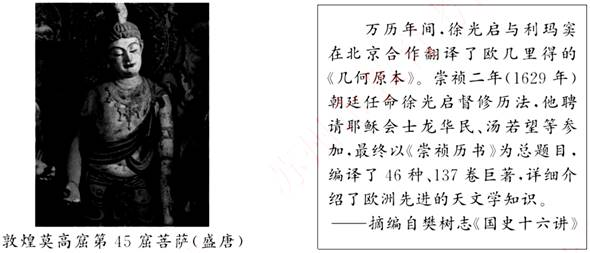 敦煌莫高窟第45窟菩萨(盛唐)
万历年间,徐光启与利玛窦
在北京合作翻译了欧几里得的
《几何原本》。崇祯二年(1629年)
朝廷任命徐光启督修历法,他聘
请耶稣会士龙华民、汤若望等参
加,最终以《崇祯历书》为总题目,
编译了46种、137卷巨著,详细介
绍了欧洲先进的天文学知识。
——摘编自樊树志《国史十六讲》